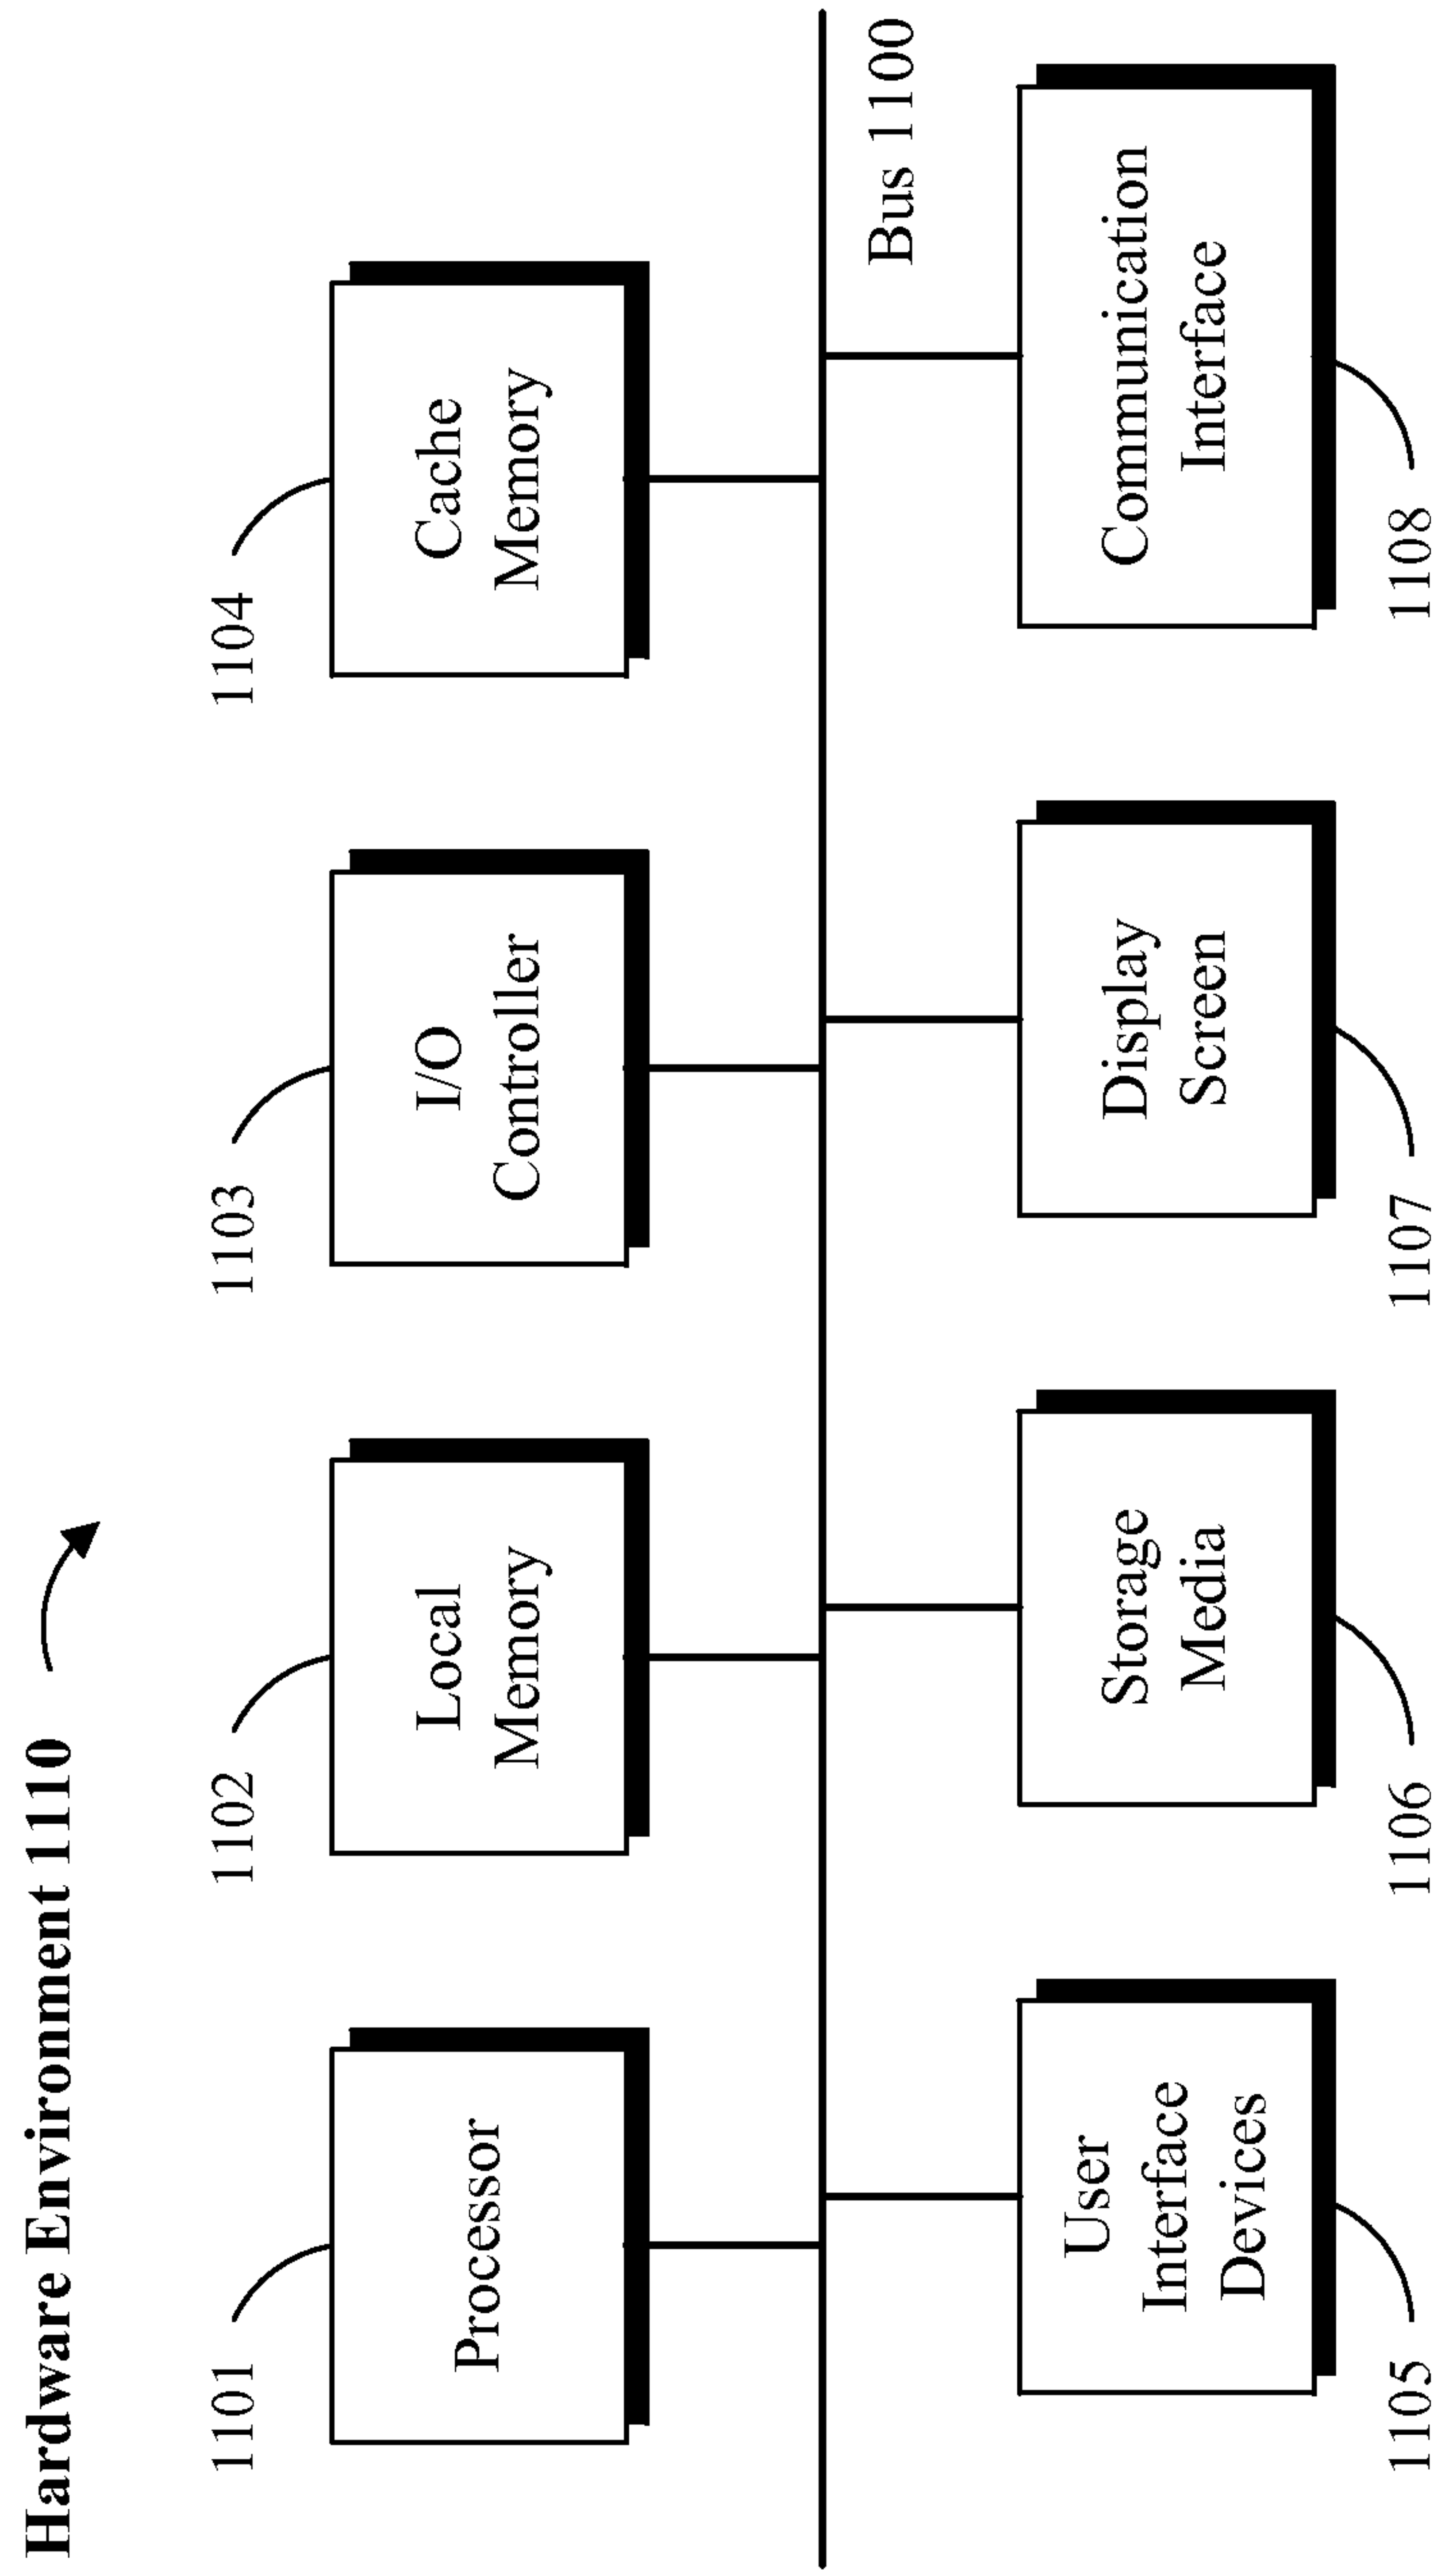 Hardware Environment 1110
1101
1102
1103
1104
Processor
Local
Memory
I/O
Controller
Cache
Memory
Bus 1100
User
Interface
Devices
Storage
Media
Display
Screen
Communication
Interface
1105
1106
1107
1108